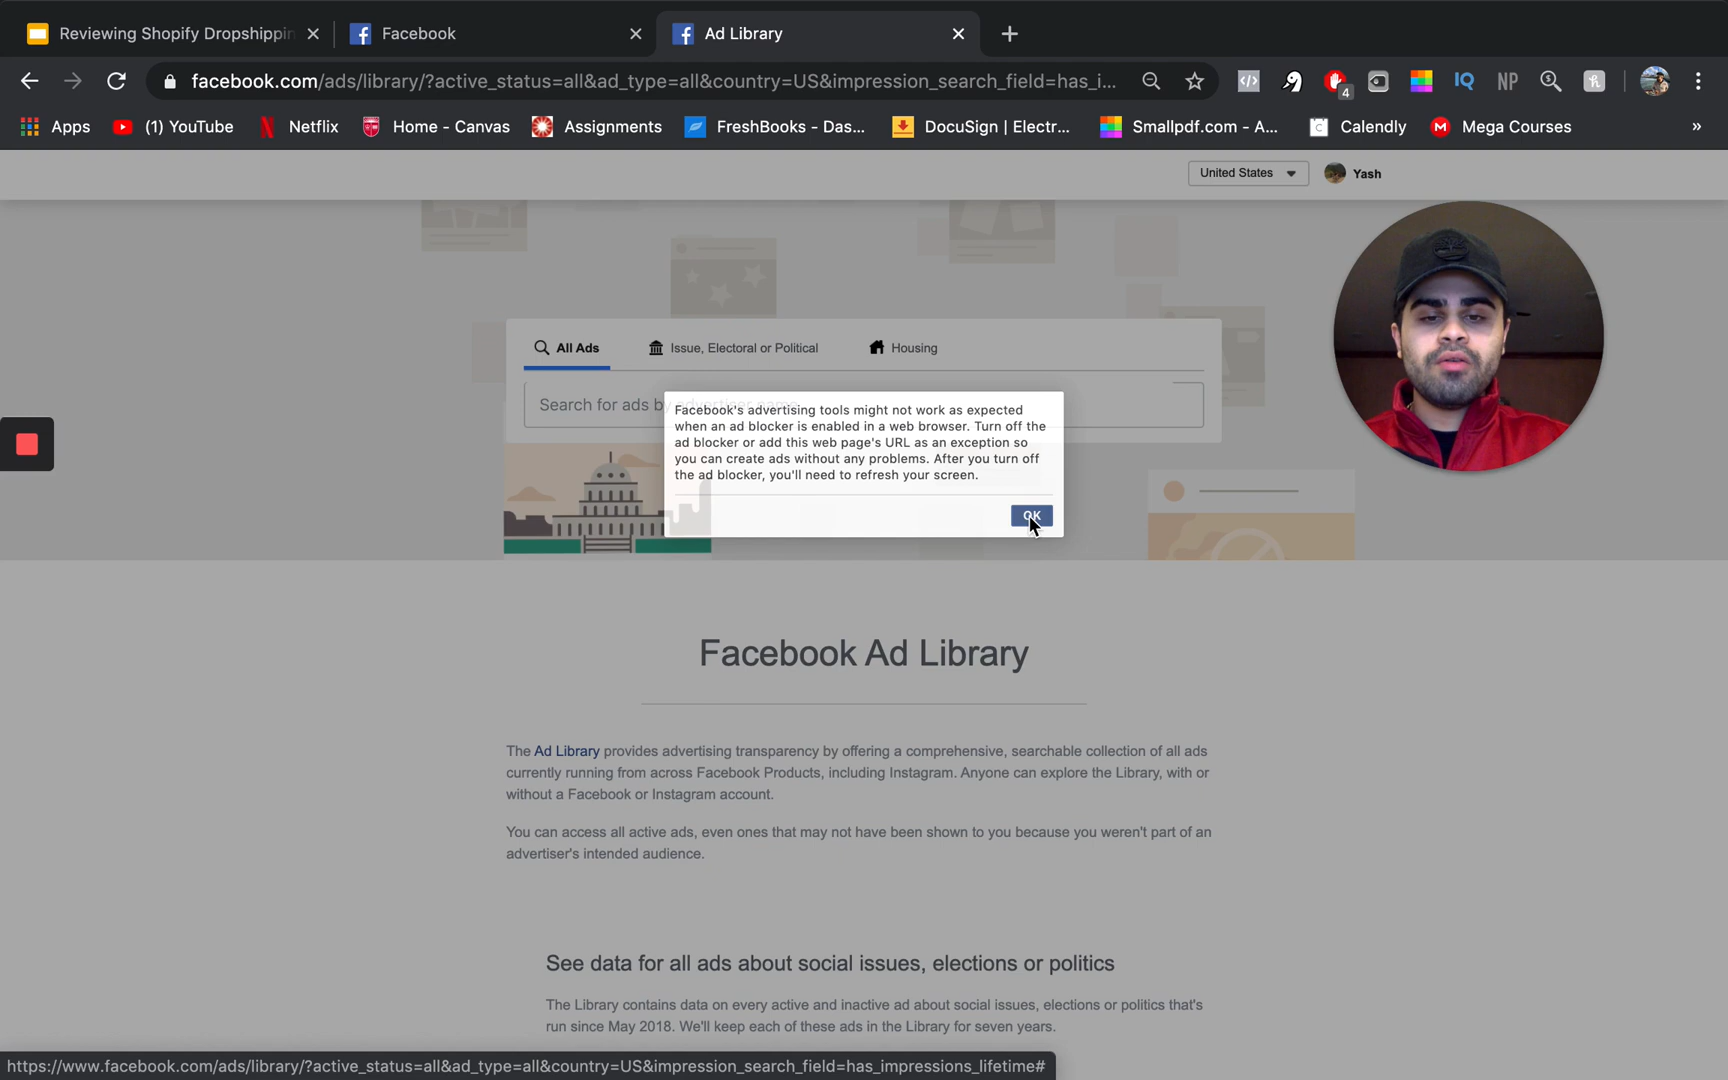 Reviewing Shopify Dropshippin
Facebook
Ad Library
facebook.com/ads/library/?active_status=all&ad_type=all&country=US&impression_search_field=has_i...
4
IQ
NP
Apps
(1) YouTube
Netflix
Home - Canvas
Assignments
FreshBooks - Das...
DocuSign | Electr...
Smallpdf.com - A...
Calendly
Mega Courses
»
United States
Yash
All Ads
Issue, Electoral or Political
Housing
Search for ads by advertiser name
Facebook's advertising tools might not work as expected
when an ad blocker is enabled in a web browser. Turn off the
ad blocker or add this web page's URL as an exception so
you can create ads without any problems. After you turn off
the ad blocker, you'll need to refresh your screen.
OK
Facebook Ad Library
The Ad Library provides advertising transparency by offering a comprehensive, searchable collection of all ads
currently running from across Facebook Products, including Instagram. Anyone can explore the Library, with or
without a Facebook or Instagram account.
You can access all active ads, even ones that may not have been shown to you because you weren't part of an
advertiser's intended audience.
See data for all ads about social issues, elections or politics
The Library contains data on every active and inactive ad about social issues, elections or politics that's
run since May 2018. We'll keep each of these ads in the Library for seven years.
https://www.facebook.com/ads/library/?active_status=all&ad_type=all&country=US&impression_search_field=has_impressions_lifetime#